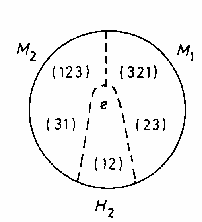 M₂ M₁
(123) (321)
e
(31) (23)
(12)
H₂